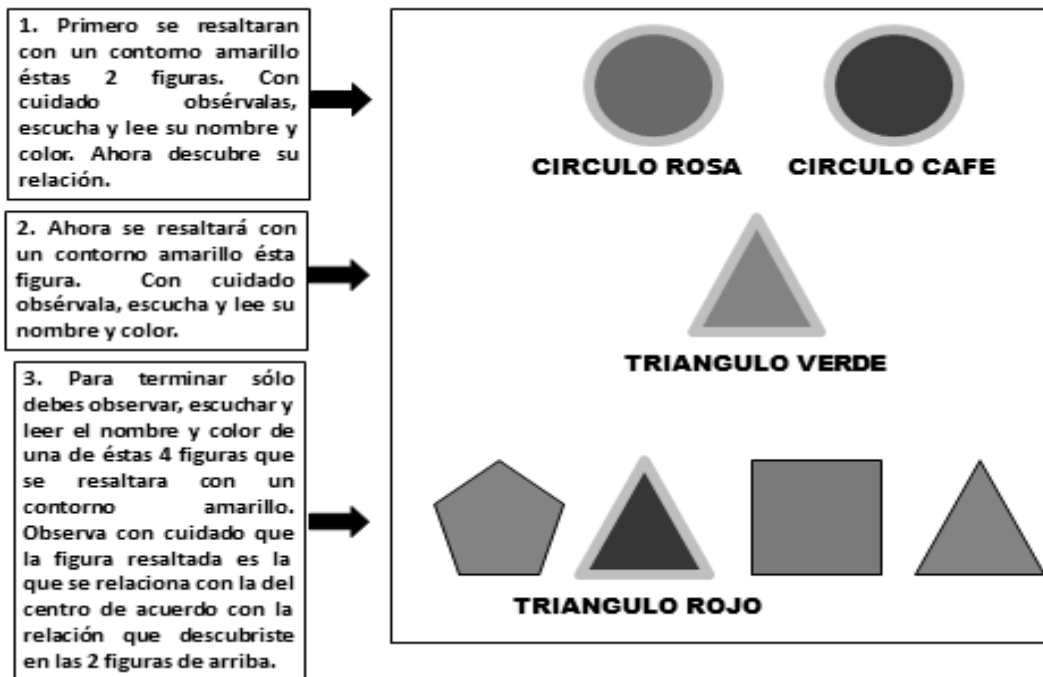 1. Primero se resaltaran
con un contorno amarillo
éstas 2 figuras. Con
cuidado obsérvalas,
escucha y lee su nombre y
color. Ahora descubre su
relación.
CIRCULO ROSA CIRCULO CAFE
2. Ahora se resaltará con
un contorno amarillo ésta
figura. Con cuidado
obsérvala, escucha y lee su
nombre y color.
TRIANGULO VERDE
3. Para terminar sólo
debes observar, escuchar y
leer el nombre y color de
una de éstas 4 figuras que
se resaltara con un
contorno amarillo.
Observa con cuidado que
la figura resaltada es la
que se relaciona con la del
centro de acuerdo con la
relación que descubriste
en las 2 figuras de arriba.
TRIANGULO ROJO